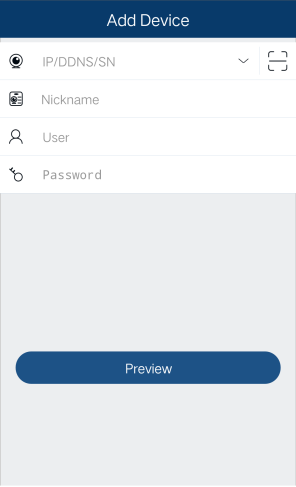 Add Device
IP/DDNS/SN
Nickname
User
Password
Preview